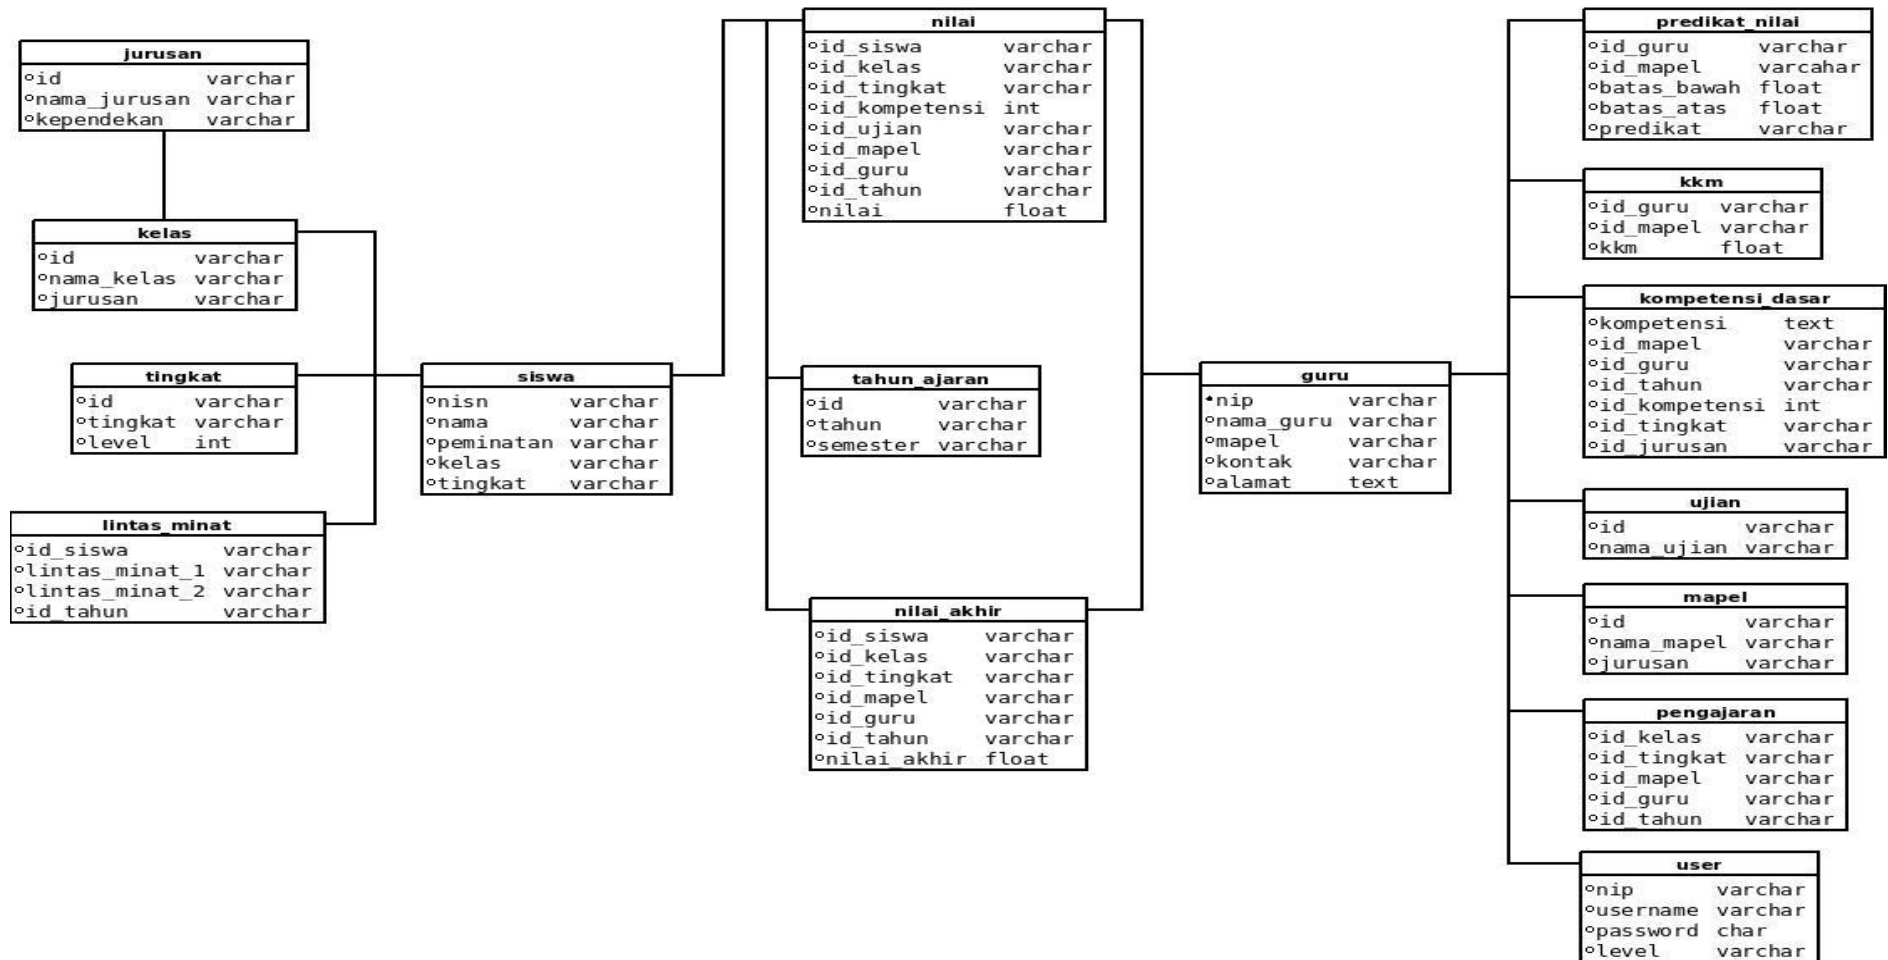 jurusan
id varchar
nama_jurusan varchar
kependekan varchar
kelas
id varchar
nama_kelas varchar
jurusan varchar
tingkat
id varchar
tingkat varchar
level int
lintas_minat
id_siswa varchar
lintas_minat_1 varchar
lintas_minat_2 varchar
id_tahun varchar
siswa
nisn varchar
nama varchar
peminatan varchar
kelas varchar
tingkat varchar
nilai
id_siswa varchar
id_kelas varchar
id_tingkat varchar
id_kompetensi int
id_ujian varchar
id_mapel varchar
id_guru varchar
id_tahun varchar
nilai float
tahun_ajaran
id varchar
tahun varchar
semester varchar
nilai_akhir
id_siswa varchar
id_kelas varchar
id_tingkat varchar
id_mapel varchar
id_guru varchar
id_tahun varchar
nilai_akhir float
guru
nip varchar
nama_guru varchar
mapel varchar
kontak varchar
alamat text
predikat_nilai
id_guru varchar
id_mapel varcahar
batas_bawah float
batas_atas float
predikat varchar
kkm
id_guru varchar
id_mapel varchar
kkm float
kompetensi_dasar
kompetensi text
id_mapel varchar
id_guru varchar
id_tahun varchar
id_kompetensi int
id_tingkat varchar
id_jurusan varchar
ujian
id varchar
nama_ujian varchar
mapel
id varchar
nama_mapel varchar
jurusan varchar
pengajaran
id_kelas varchar
id_tingkat varchar
id_mapel varchar
id_guru varchar
id_tahun varchar
user
nip varchar
username varchar
password char
level varchar